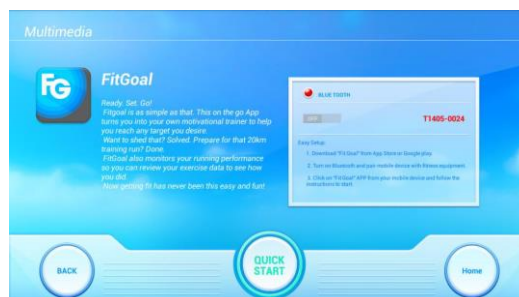 Multimedia
FG
FitGoal
Ready. Set. Go!
Fitgoal is as simple as that. This on the go App
turns you into your own motivational trainer to help
you reach any target you desire.
Want to shed that? Solved. Prepare for that 20km
training run? Done.
FitGoal also monitors your running performance
so you can review your exercise data to see how
you did.
Now getting fit has never been this easy and fun!
BLUE TOOTH
OFF
T1405-0024
Easy Setup:
1. Download "Fit Goal" from App Store or Google play
2. Turn on Bluetooth and pair mobile device with fitness equipment
3. Click on "Fit Goal" APP from your mobile device and follow the
instructions to start
BACK
QUICK
START
Home